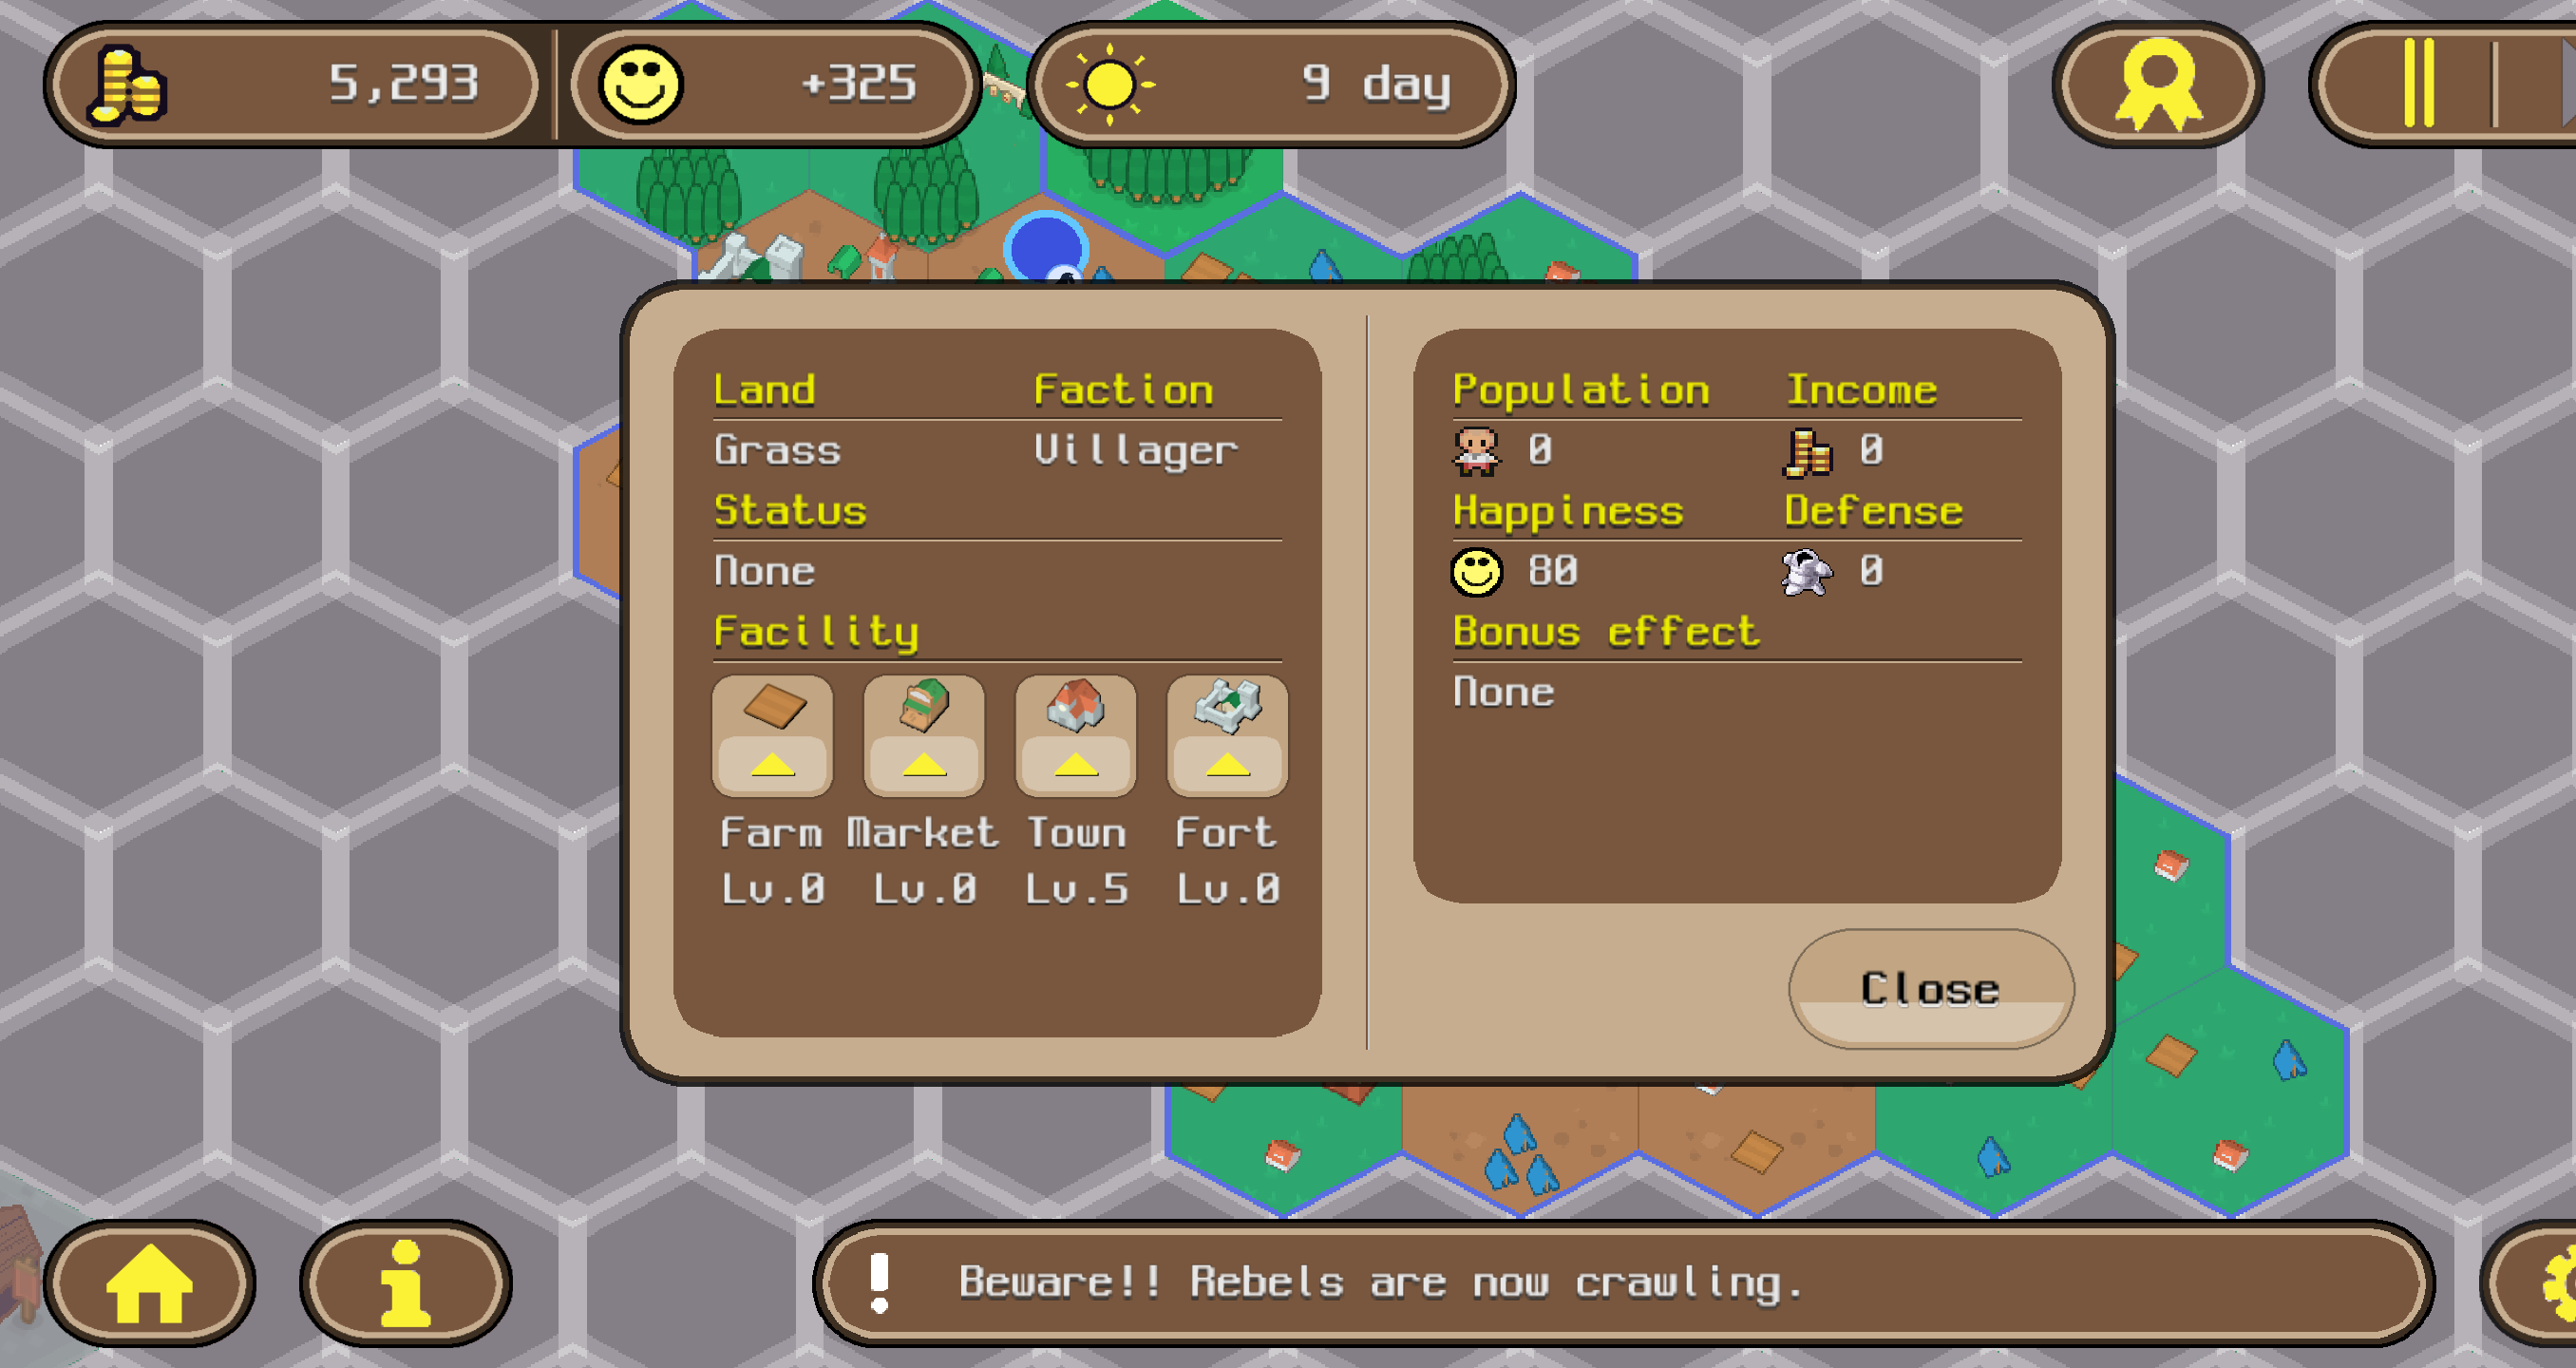 5,293 +325 9 day
Land Faction
Grass Villager
Status
None
Facility
Farm Market Town Fort
Lv.0 Lv.0 Lv.5 Lv.0
Population Income
0 0
Happiness Defense
80 0
Bonus effect
None
Close
Beware!! Rebels are now crawling.